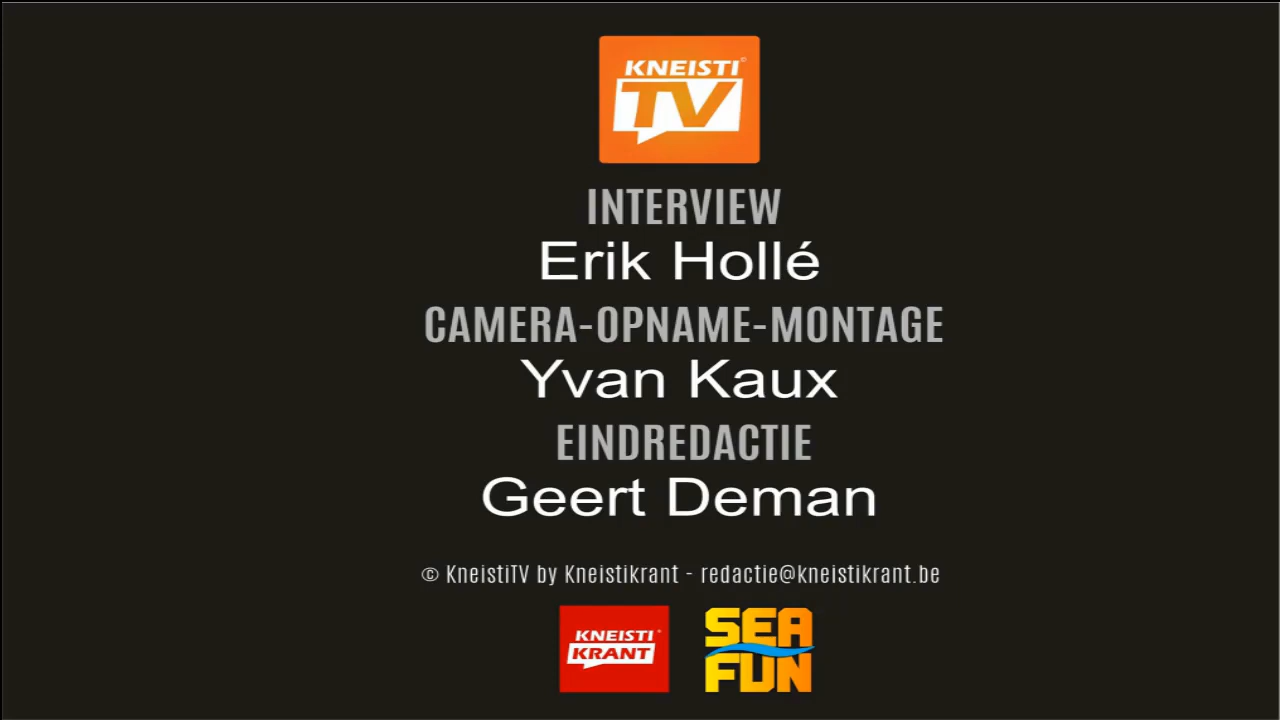 KNEISTI©
TV
INTERVIEW
Erik Hollé
CAMERA-OPNAME-MONTAGE
Yvan Kaux
EINDREDACTIE
Geert Deman
© KneistiTV by Kneistikrant - redactie@kneistikrant.be
KNEISTI
KRANT
SEA
FUN